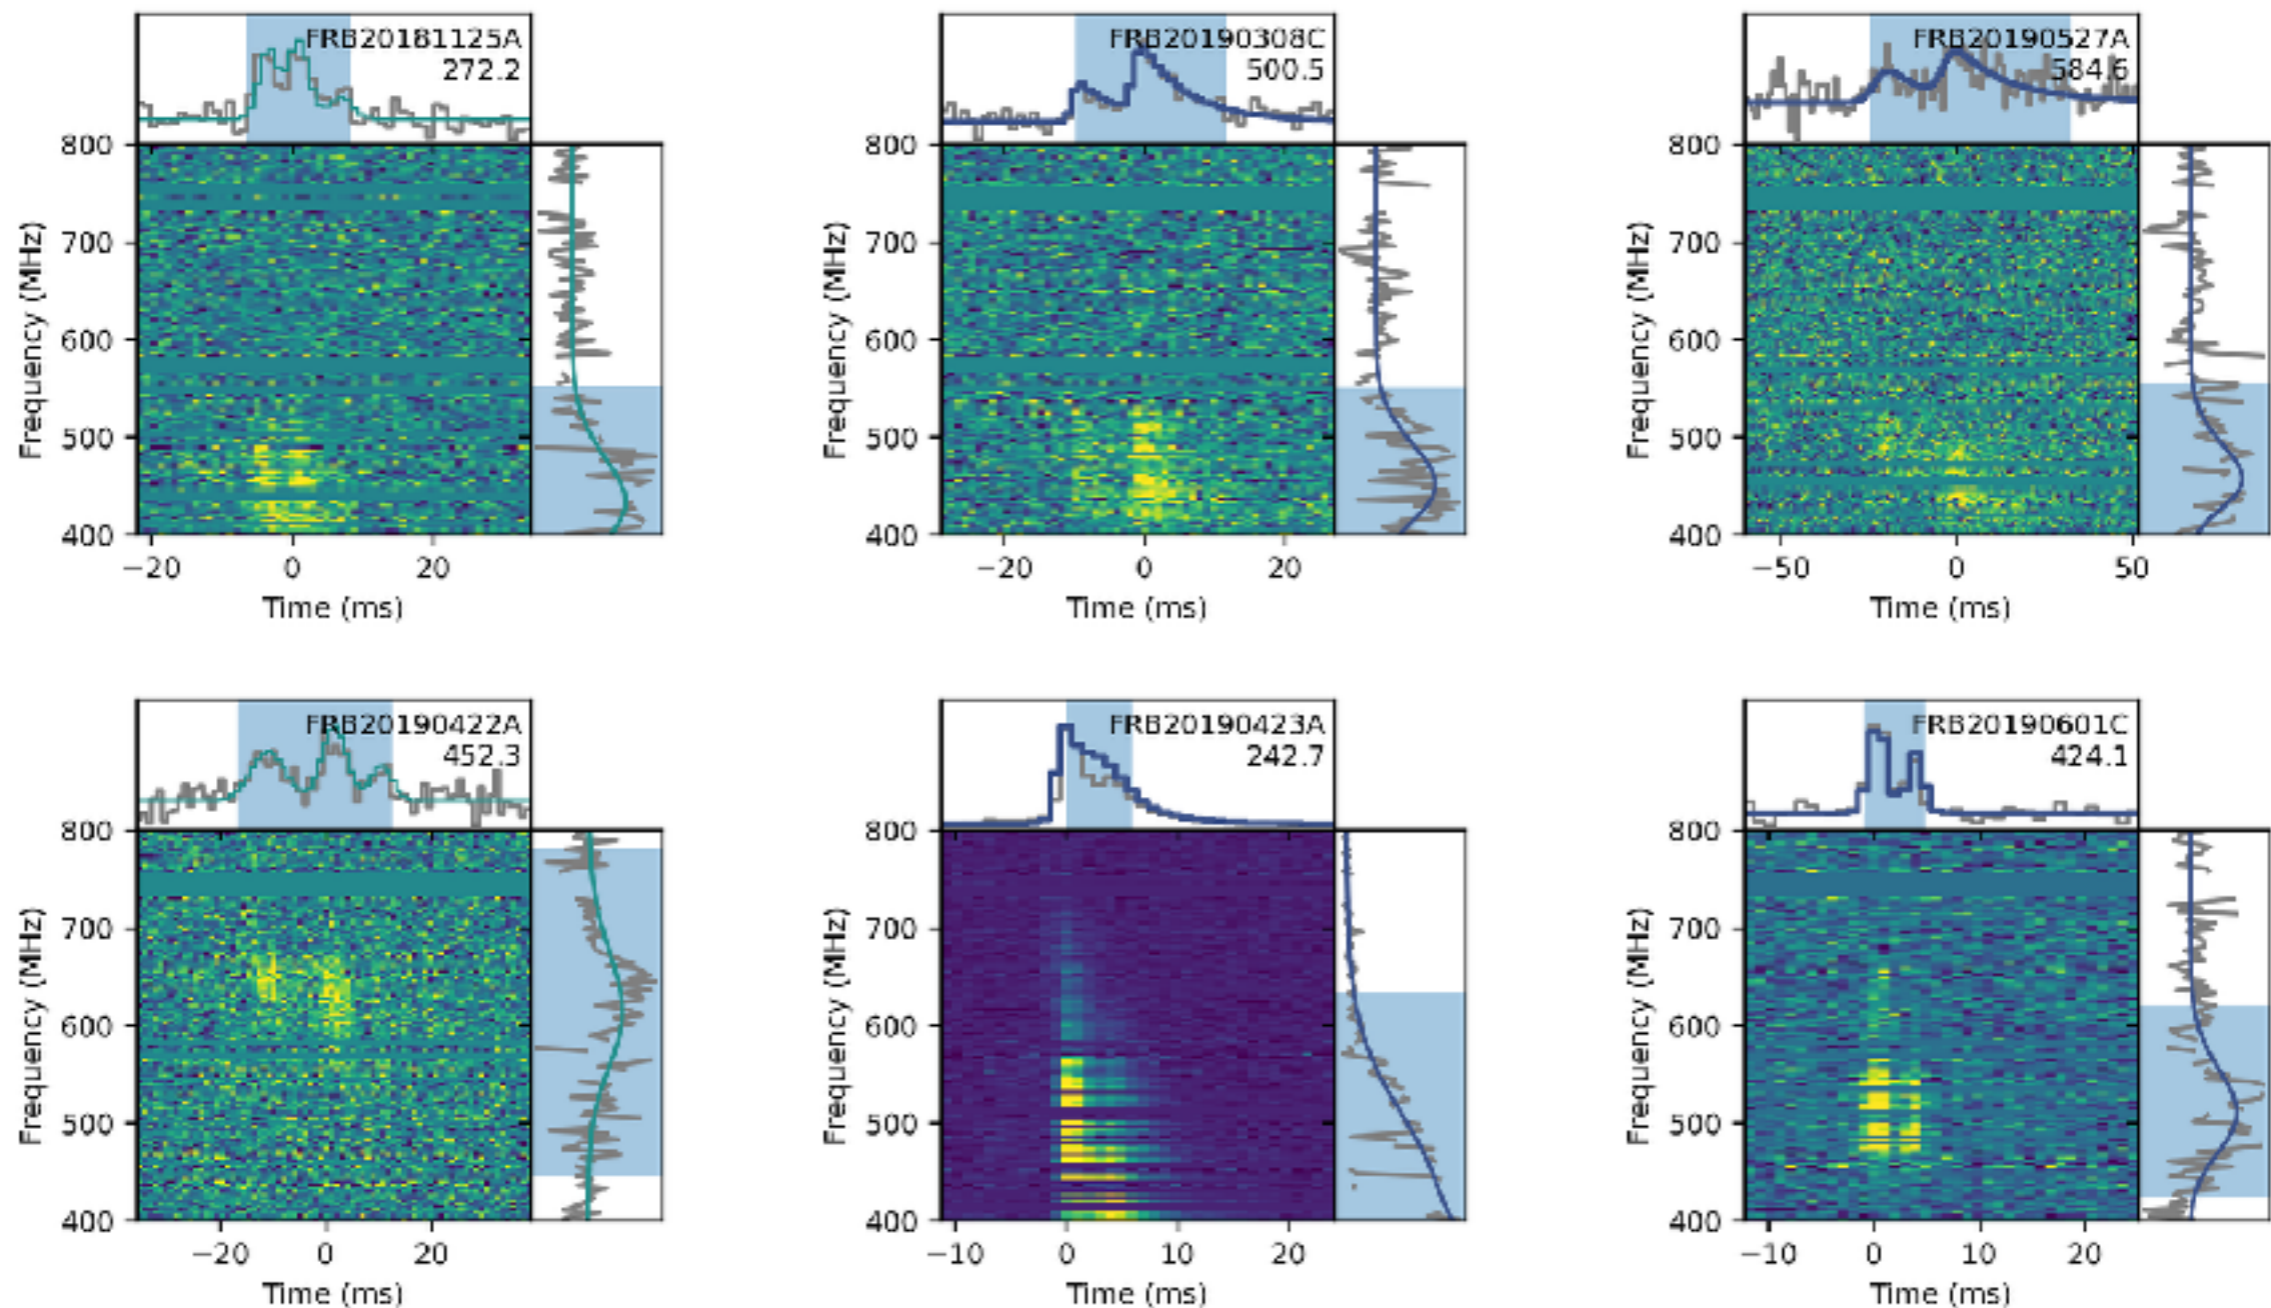 FRB20181125A
272.2
800
700
600
500
400
Frequency (MHz)
−20 0 20
Time (ms)
FRB20190308C
500.5
800
700
600
500
400
Frequency (MHz)
−20 0 20
Time (ms)
FRB20190527A
584.6
800
700
600
500
400
Frequency (MHz)
−50 0 50
Time (ms)
FRB20190422A
452.3
800
700
600
500
400
Frequency (MHz)
−20 0 20
Time (ms)
FRB20190423A
242.7
800
700
600
500
400
Frequency (MHz)
−10 0 10 20
Time (ms)
FRB20190601C
424.1
800
700
600
500
400
Frequency (MHz)
−10 0 10 20
Time (ms)